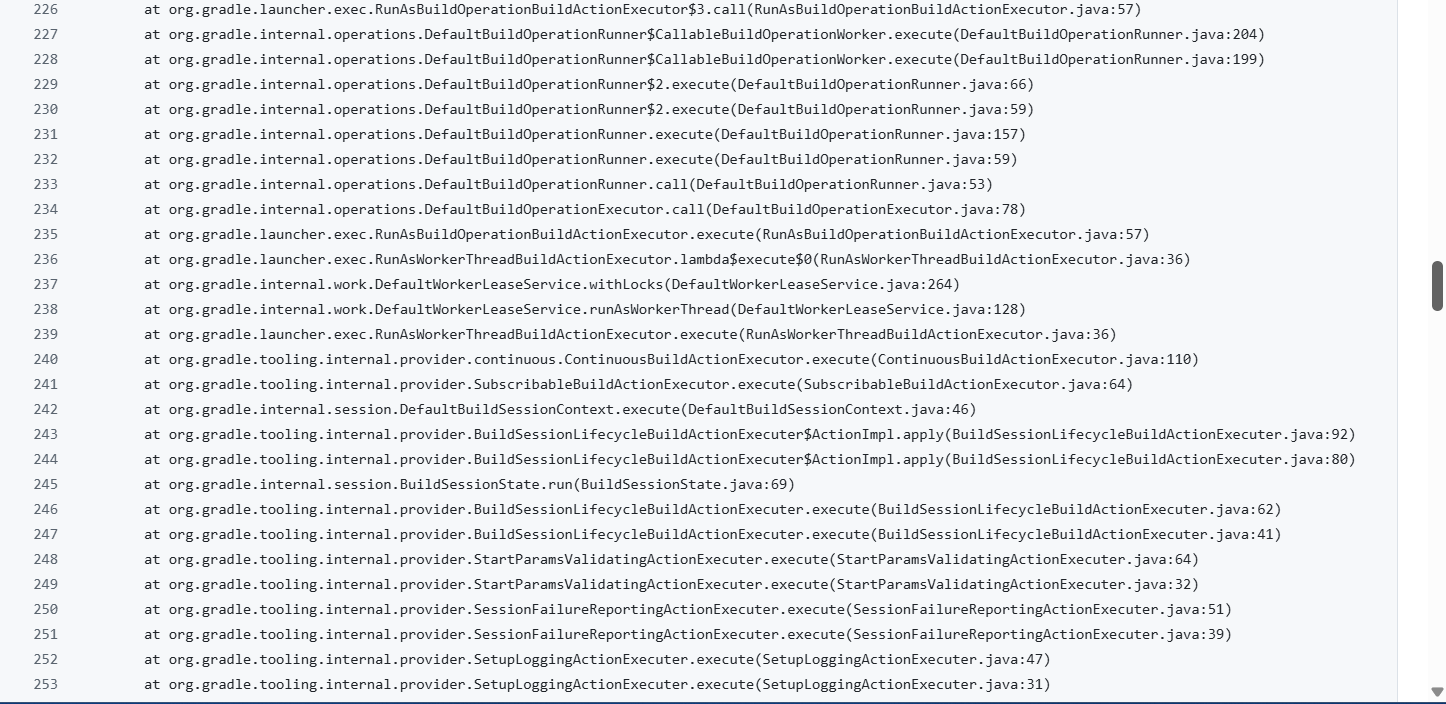 226 at org.gradle.launcher.exec.RunAsBuildOperationBuildActionExecutor$3.call(RunAsBuildOperationBuildActionExecutor.java:57)
227 at org.gradle.internal.operations.DefaultBuildOperationRunner$CallableBuildOperationWorker.execute(DefaultBuildOperationRunner.java:204)
228 at org.gradle.internal.operations.DefaultBuildOperationRunner$CallableBuildOperationWorker.execute(DefaultBuildOperationRunner.java:199)
229 at org.gradle.internal.operations.DefaultBuildOperationRunner$2.execute(DefaultBuildOperationRunner.java:66)
230 at org.gradle.internal.operations.DefaultBuildOperationRunner$2.execute(DefaultBuildOperationRunner.java:59)
231 at org.gradle.internal.operations.DefaultBuildOperationRunner.execute(DefaultBuildOperationRunner.java:157)
232 at org.gradle.internal.operations.DefaultBuildOperationRunner.execute(DefaultBuildOperationRunner.java:59)
233 at org.gradle.internal.operations.DefaultBuildOperationRunner.call(DefaultBuildOperationRunner.java:53)
234 at org.gradle.internal.operations.DefaultBuildOperationExecutor.call(DefaultBuildOperationExecutor.java:78)
235 at org.gradle.launcher.exec.RunAsBuildOperationBuildActionExecutor.execute(RunAsBuildOperationBuildActionExecutor.java:57)
236 at org.gradle.launcher.exec.RunAsWorkerThreadBuildActionExecutor.lambda$execute$0(RunAsWorkerThreadBuildActionExecutor.java:36)
237 at org.gradle.internal.work.DefaultWorkerLeaseService.withLocks(DefaultWorkerLeaseService.java:264)
238 at org.gradle.internal.work.DefaultWorkerLeaseService.runAsWorkerThread(DefaultWorkerLeaseService.java:128)
239 at org.gradle.launcher.exec.RunAsWorkerThreadBuildActionExecutor.execute(RunAsWorkerThreadBuildActionExecutor.java:36)
240 at org.gradle.tooling.internal.provider.continuous.ContinuousBuildActionExecutor.execute(ContinuousBuildActionExecutor.java:110)
241 at org.gradle.tooling.internal.provider.SubscribableBuildActionExecutor.execute(SubscribableBuildActionExecutor.java:64)
242 at org.gradle.internal.session.DefaultBuildSessionContext.execute(DefaultBuildSessionContext.java:46)
243 at org.gradle.tooling.internal.provider.BuildSessionLifecycleBuildActionExecuter$ActionImpl.apply(BuildSessionLifecycleBuildActionExecuter.java:92)
244 at org.gradle.tooling.internal.provider.BuildSessionLifecycleBuildActionExecuter$ActionImpl.apply(BuildSessionLifecycleBuildActionExecuter.java:80)
245 at org.gradle.internal.session.BuildSessionState.run(BuildSessionState.java:69)
246 at org.gradle.tooling.internal.provider.BuildSessionLifecycleBuildActionExecuter.execute(BuildSessionLifecycleBuildActionExecuter.java:62)
247 at org.gradle.tooling.internal.provider.BuildSessionLifecycleBuildActionExecuter.execute(BuildSessionLifecycleBuildActionExecuter.java:41)
248 at org.gradle.tooling.internal.provider.StartParamsValidatingActionExecuter.execute(StartParamsValidatingActionExecuter.java:64)
249 at org.gradle.tooling.internal.provider.StartParamsValidatingActionExecuter.execute(StartParamsValidatingActionExecuter.java:32)
250 at org.gradle.tooling.internal.provider.SessionFailureReportingActionExecuter.execute(SessionFailureReportingActionExecuter.java:51)
251 at org.gradle.tooling.internal.provider.SessionFailureReportingActionExecuter.execute(SessionFailureReportingActionExecuter.java:39)
252 at org.gradle.tooling.internal.provider.SetupLoggingActionExecuter.execute(SetupLoggingActionExecuter.java:47)
253 at org.gradle.tooling.internal.provider.SetupLoggingActionExecuter.execute(SetupLoggingActionExecuter.java:31)